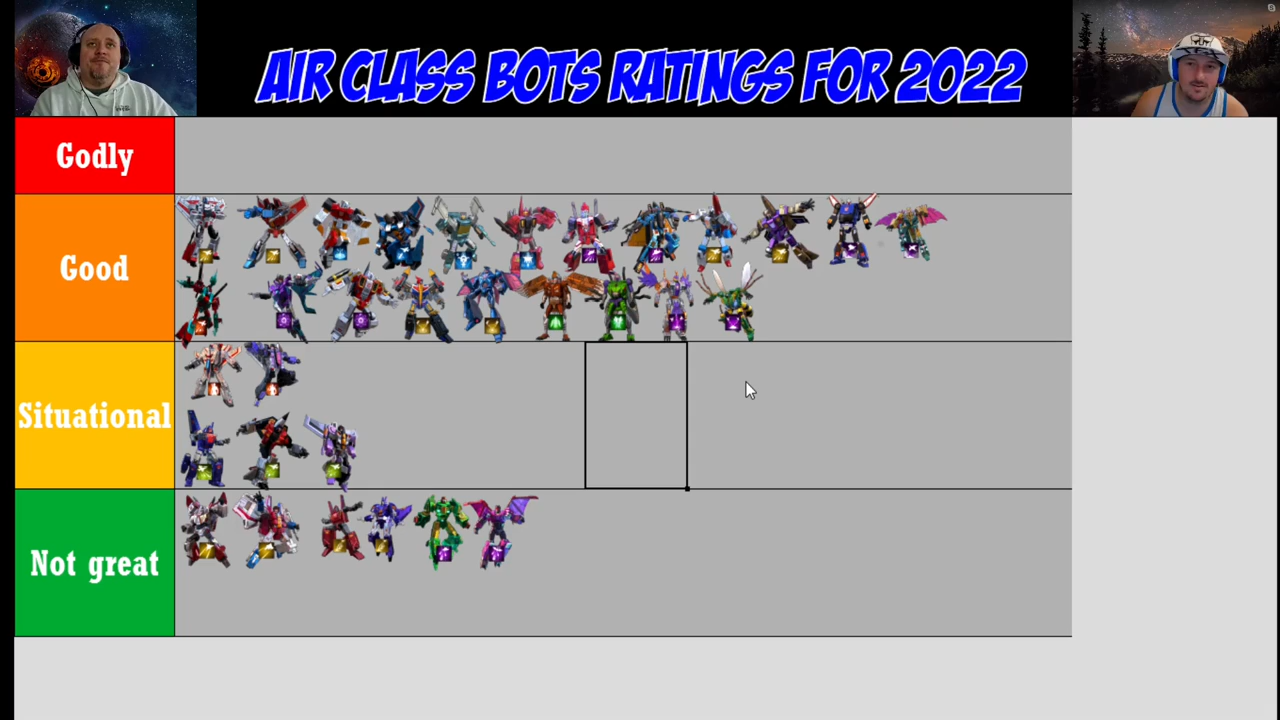 AIR CLASS BOTS RATINGS FOR 2022
Godly
Good
Situational
Not great